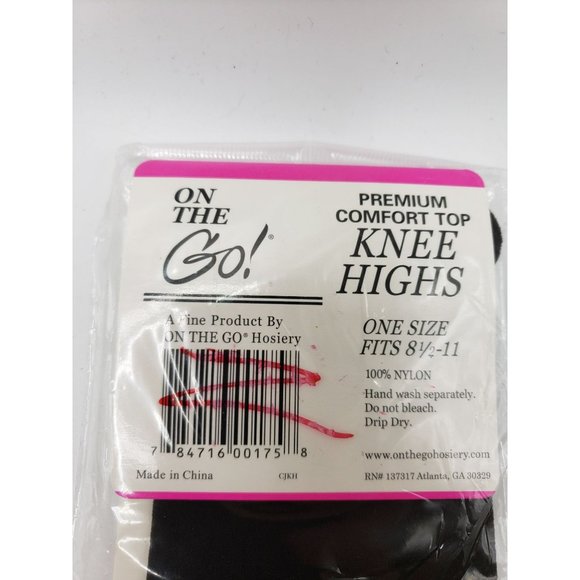 ON
THE
Go!®
A Fine Product By
ON THE GO® Hosiery
7 84716 00175 8
Made in China
CJKH
PREMIUM
COMFORT TOP
KNEE
HIGHS
ONE SIZE
FITS 8½-11
100% NYLON
Hand wash separately.
Do not bleach.
Drip Dry.
www.onthegohosiery.com
RN# 137317 Atlanta, GA 30329